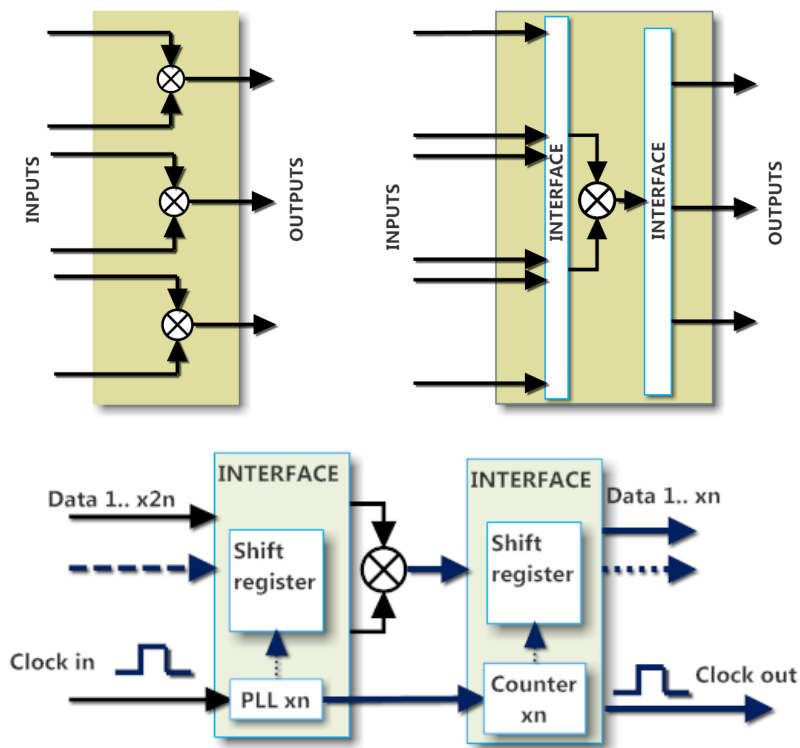 INPUTS
OUTPUTS
INPUTS
INTERFACE
INTERFACE
OUTPUTS
INTERFACE
INTERFACE
Data 1.. x2n
Data 1.. xn
Shift
register
Shift
register
Clock in
Clock out
PLL xn
Counter
xn